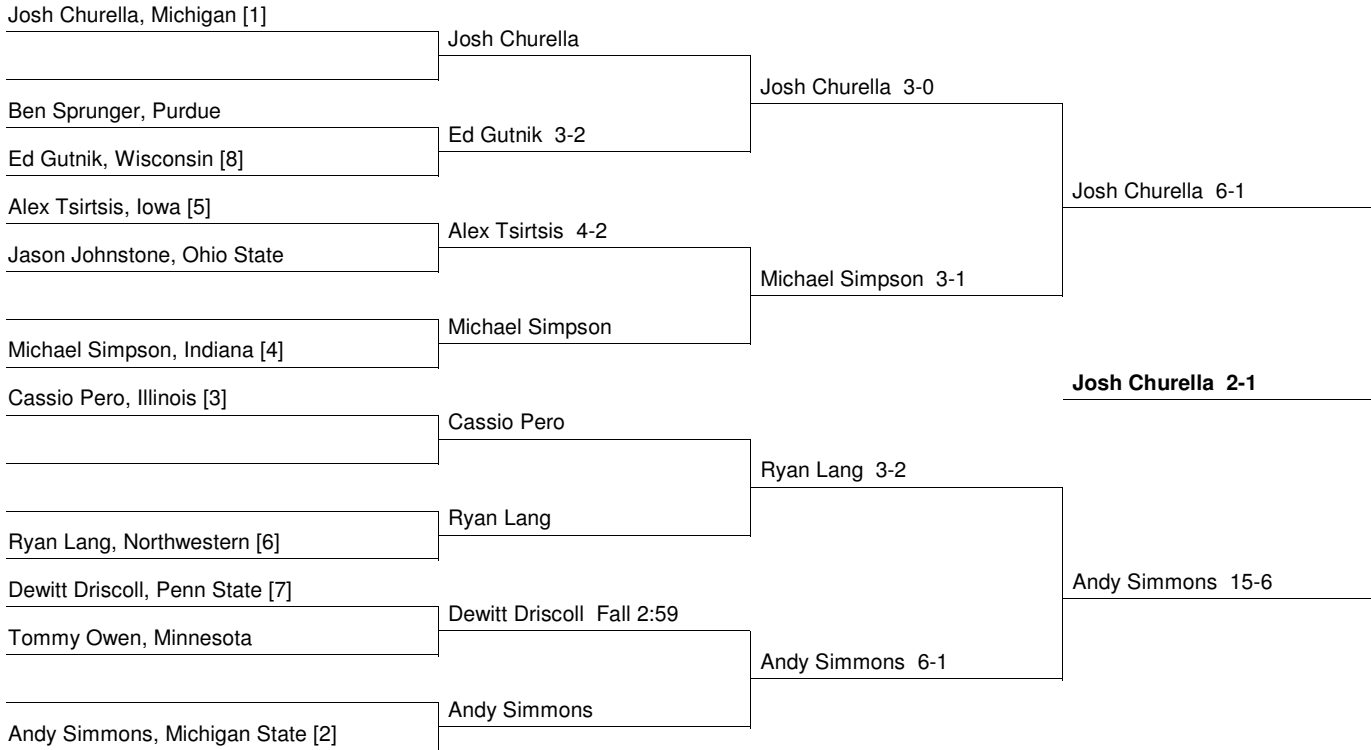 Josh Churella, Michigan [1]
Josh Churella
Josh Churella  3-0
Ben Sprunger, Purdue
Ed Gutnik  3-2
Ed Gutnik, Wisconsin [8]
Josh Churella  6-1
Alex Tsirtsis, Iowa [5]
Alex Tsirtsis  4-2
Jason Johnstone, Ohio State
Michael Simpson  3-1
Michael Simpson
Michael Simpson, Indiana [4]
Josh Churella  2-1
Cassio Pero, Illinois [3]
Cassio Pero
Ryan Lang  3-2
Ryan Lang
Ryan Lang, Northwestern [6]
Andy Simmons  15-6
Dewitt Driscoll, Penn State [7]
Dewitt Driscoll  Fall 2:59
Tommy Owen, Minnesota
Andy Simmons  6-1
Andy Simmons
Andy Simmons, Michigan State [2]